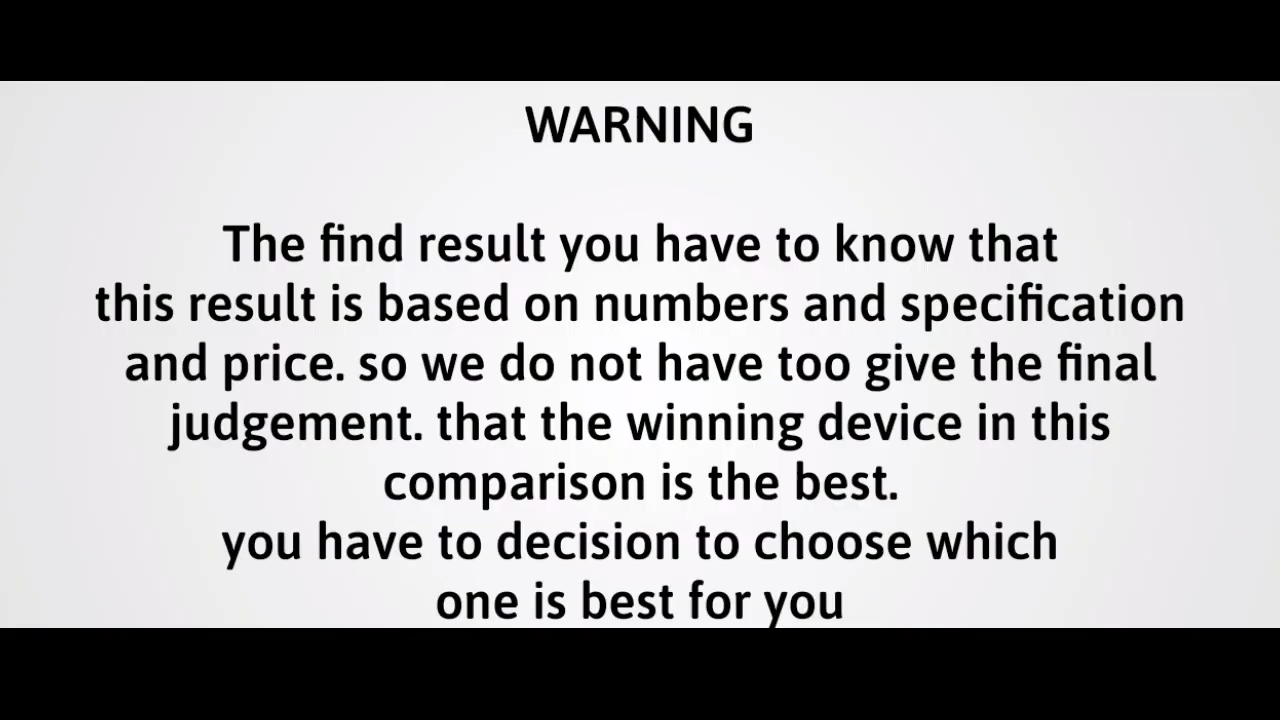 WARNING
The find result you have to know that
this result is based on numbers and specification
and price. so we do not have too give the final
judgement. that the winning device in this
comparison is the best.
you have to decision to choose which
one is best for you